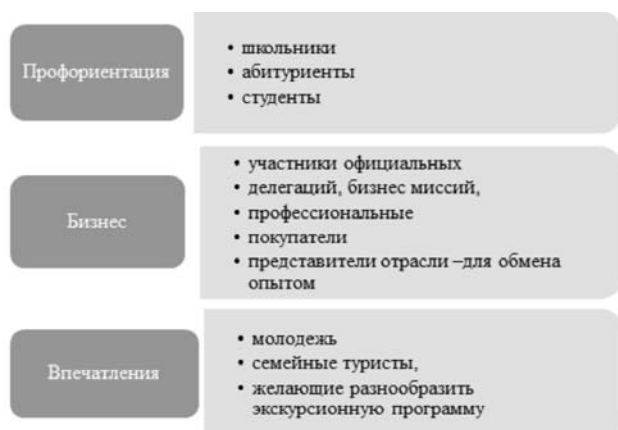 Профориентация
• школьники
• абитуриенты
• студенты
Бизнес
• участники официальных
• делегаций, бизнес миссий,
• профессиональные
• покупатели
• представители отрасли –для обмена
опытом
Впечатления
• молодежь
• семейные туристы,
• желающие разнообразить
экскурсионную программу